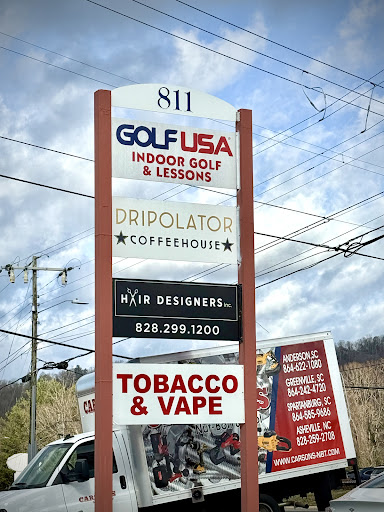 811
GOLF USA
INDOOR GOLF
& LESSONS
DRIPOLATOR
COFFEEHOUSE
HAIR DESIGNERS INC.
828.299.1200
TOBACCO
& VAPE
ANDERSON, SC
864-622-1080
GREENVILLE, SC
864-242-4720
SPARTANBURG, SC
864-585-9686
ASHEVILLE, NC
828-259-2708
WWW.CARSONS-NBT.COM